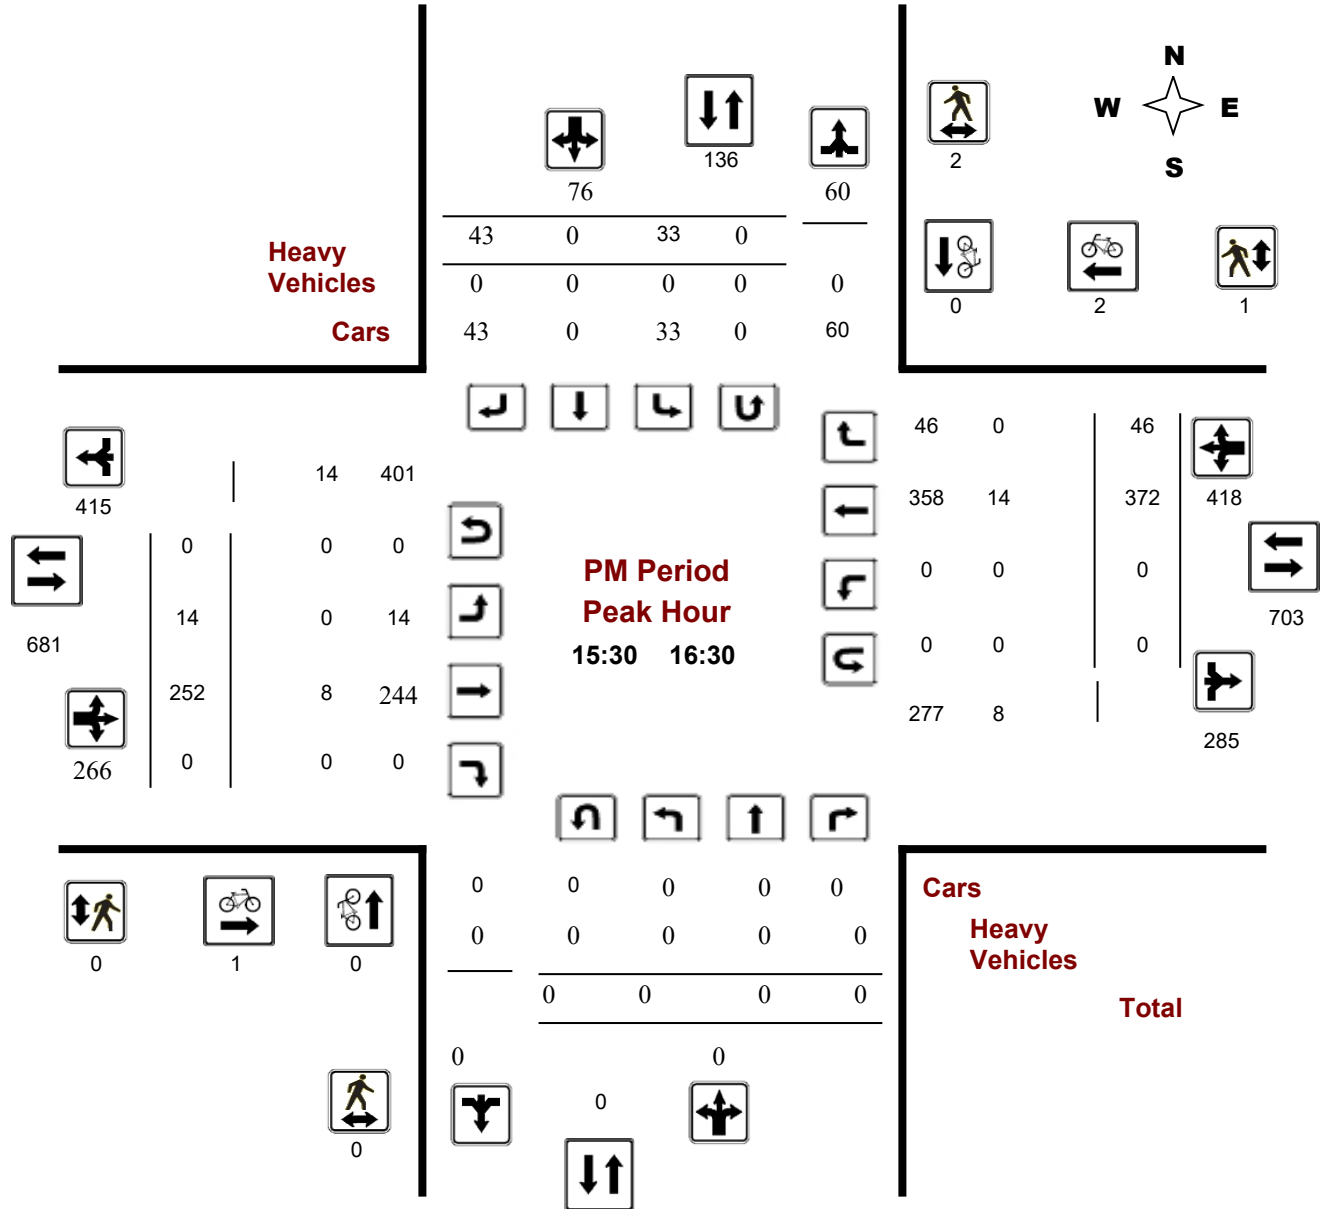 N
W E
S
136
2
76 60
43 0 33 0
Heavy
Vehicles 0 0 0 0 0
0 2 1
Cars 43 0 33 0 60
46 0 46
14 401
415
358 14 372 418
0 0 0
PM Period
0 0 0
Peak Hour
14 0 14
703
681
15:30 16:30
0 0 0
252 8 244
277 8
285
266 0 0 0
0 0 0 0 0 Cars
0 0 0 0 0 Heavy
Vehicles
0 1 0
0 0 0 0 Total
0 0
0
0